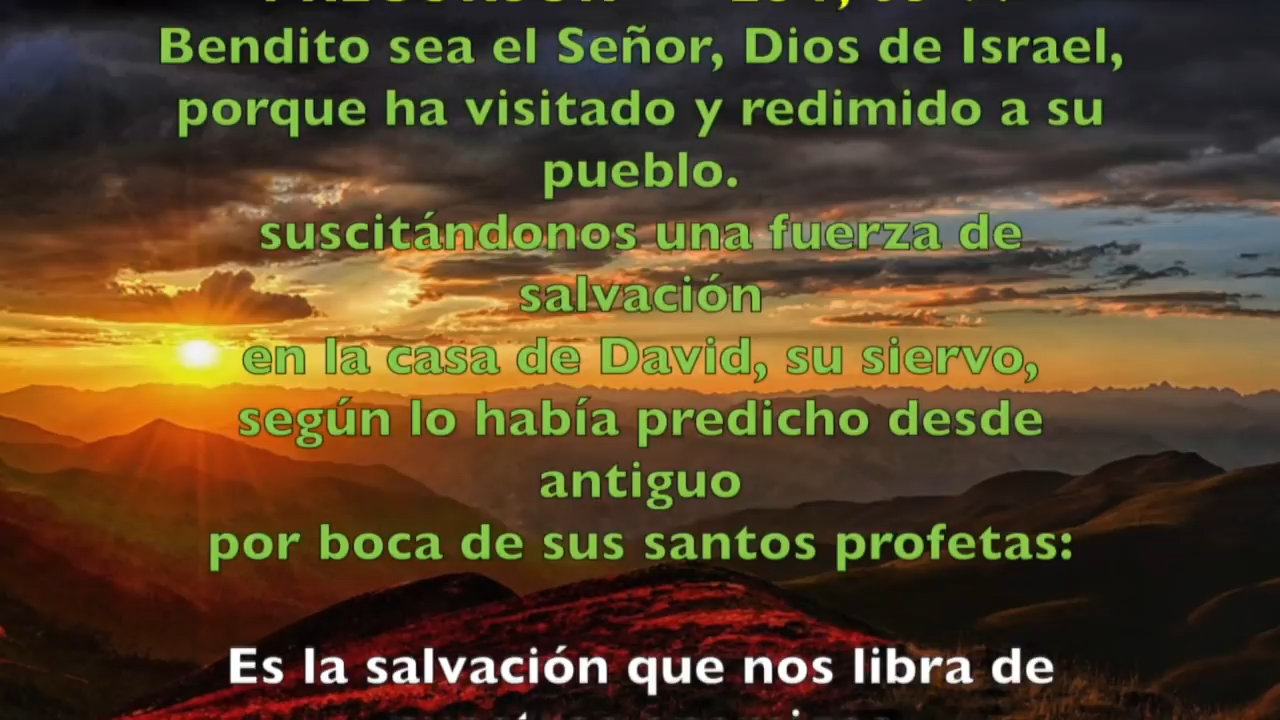 Bendito sea el Señor, Dios de Israel,
porque ha visitado y redimido a su
pueblo.
suscitándonos una fuerza de
salvación
en la casa de David, su siervo,
según lo había predicho desde
antiguo
por boca de sus santos profetas:
Es la salvación que nos libra de